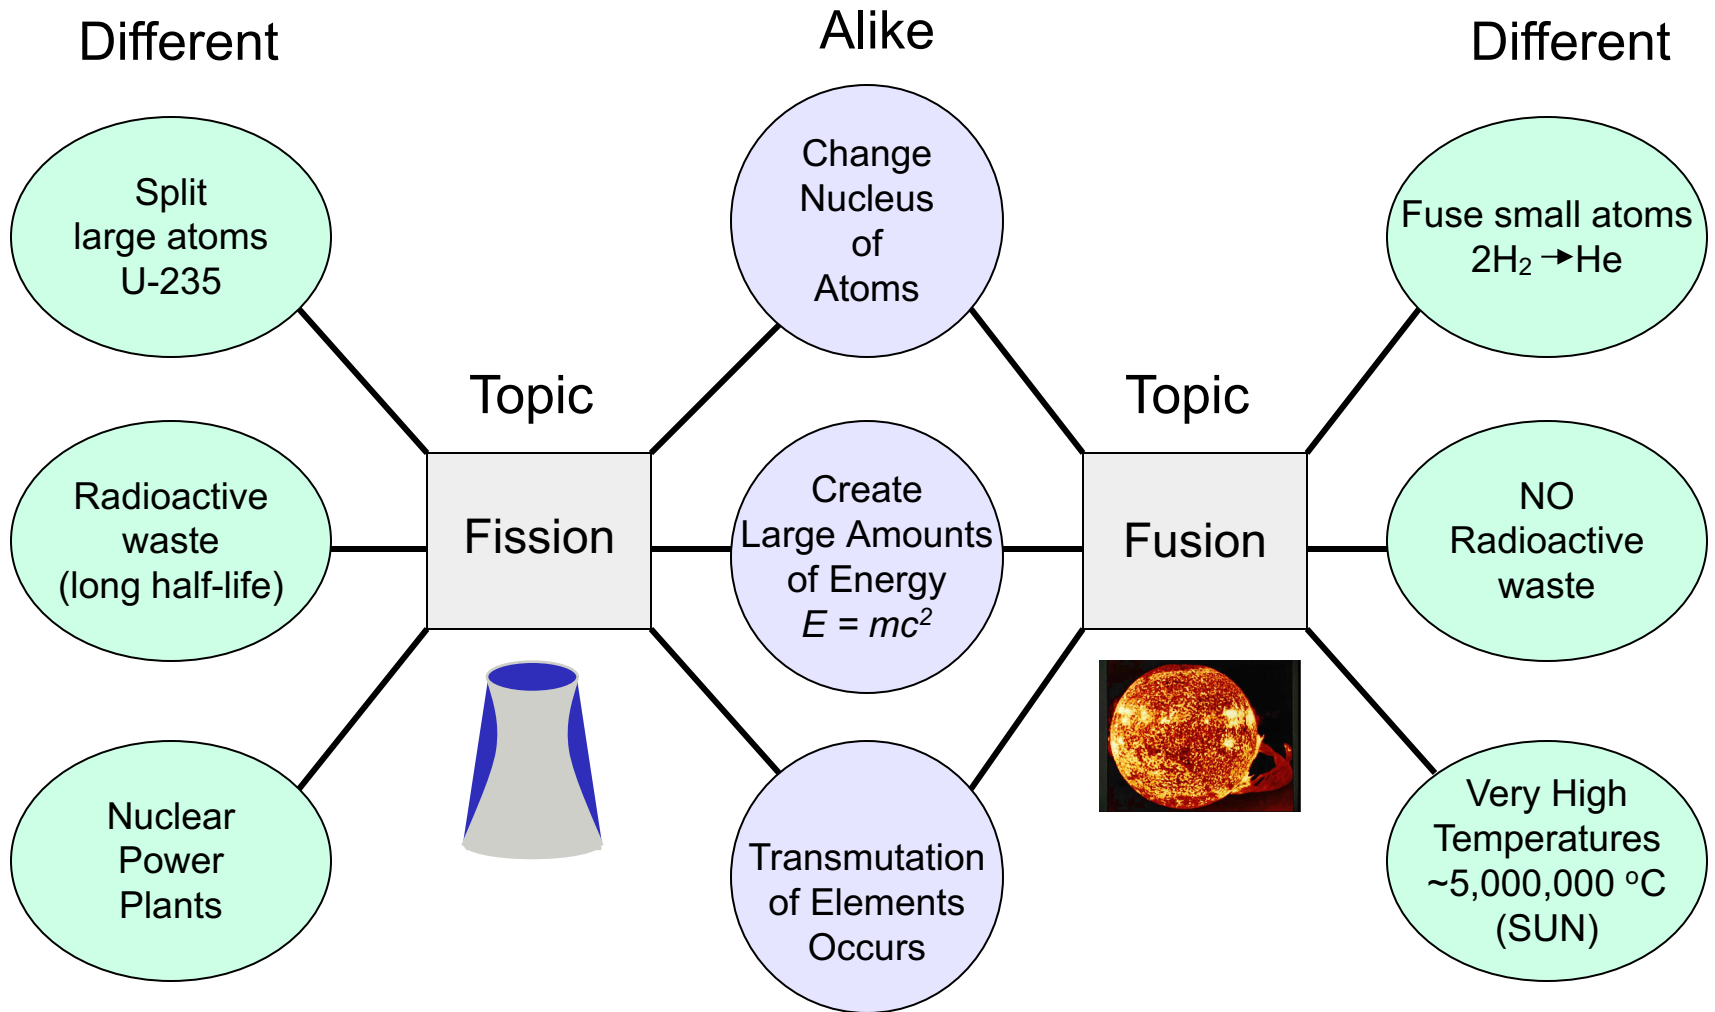 Different
Alike
Different
Split
large atoms
U-235
Change
Nucleus
of
Atoms
Fuse small atoms
2H₂ →He
Topic
Topic
Radioactive
waste
(long half-life)
Fission
Create
Large Amounts
of Energy
E = mc²
Fusion
NO
Radioactive
waste
Nuclear
Power
Plants
Transmutation
of Elements
Occurs
Very High
Temperatures
~5,000,000 ºC
(SUN)